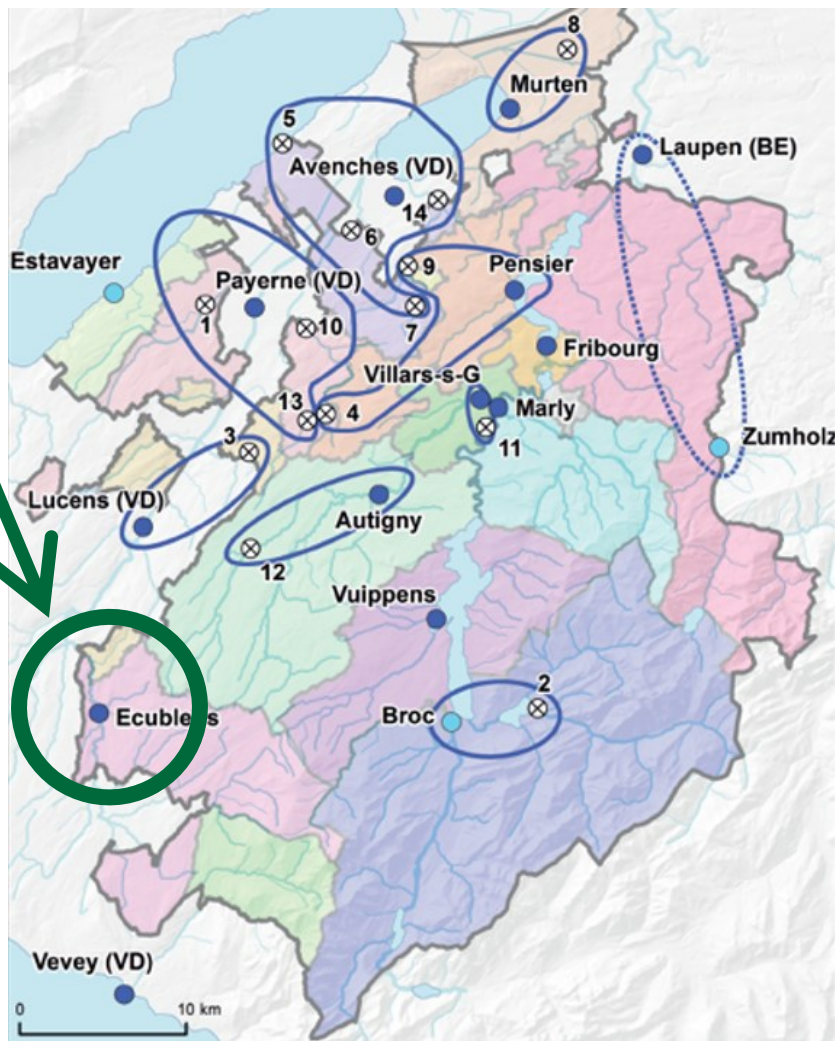 8
Murten
5
Laupen (BE)
Avenches (VD)
14
6
Estavayer
9
Payerne (VD)
Pensier
1
10
7
Fribourg
Villars-s-G
13
4
Marly
3
11
Zumholz
Lucens (VD)
Autigny
12
Vuippens
2
Ecublens
Broc
Vevey (VD)
0
10 km